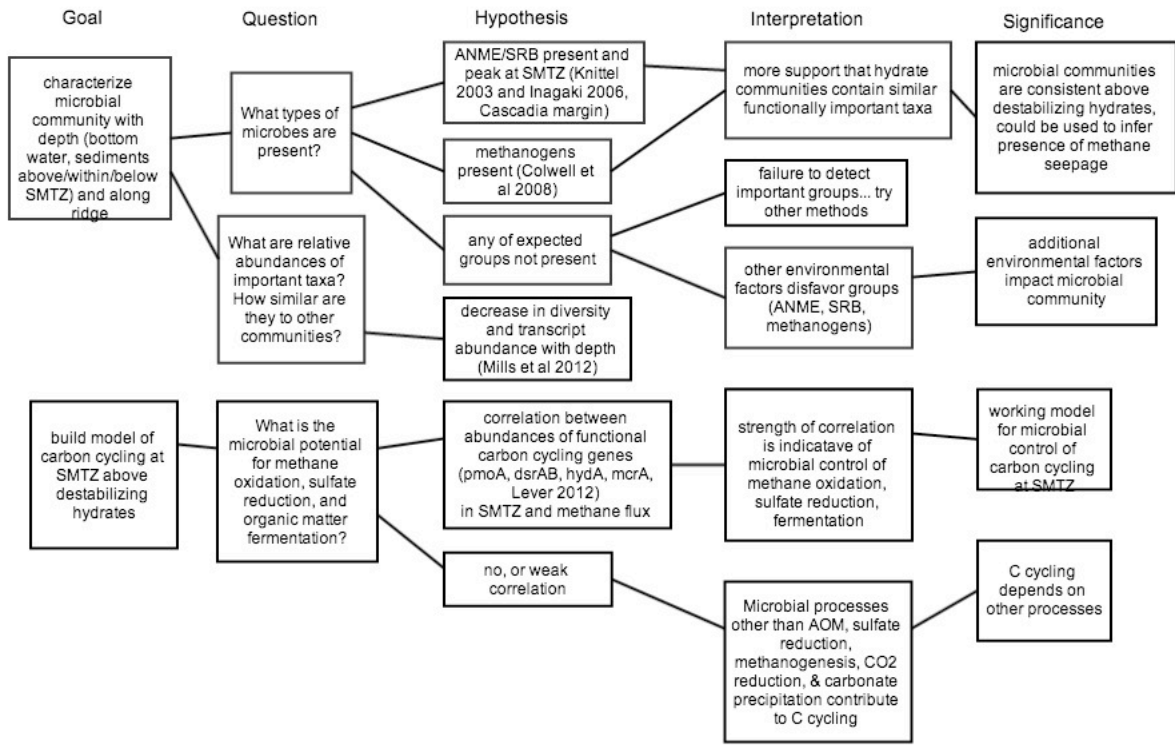 Goal
Question
Hypothesis
Interpretation
Significance
characterize
microbial
community with
depth (bottom
water, sediments
above/within/below
SMTZ) and along
ridge
What types of
microbes are
present?
ANME/SRB present and
peak at SMTZ (Knittel
2003 and Inagaki 2006,
Cascadia margin)
more support that hydrate
communities contain similar
functionally important taxa
microbial communities
are consistent above
destabilizing hydrates,
could be used to infer
presence of methane
seepage
methanogens
present (Colwell
et al 2008)
failure to detect
important groups... try
other methods
What are relative
abundances of
important taxa?
How similar are
they to other
communities?
any of expected
groups not present
other environmental
factors disfavor groups
(ANME, SRB,
methanogens)
additional
environmental factors
impact microbial
community
decrease in diversity
and transcript
abundance with depth
(Mills et al 2012)
build model of
carbon cycling at
SMTZ above
destabilizing
hydrates
What is the
microbial potential
for methane
oxidation, sulfate
reduction, and
organic matter
fermentation?
correlation between
abundances of functional
carbon cycling genes
(pmoA, dsrAB, hydA, mcrA,
Lever 2012)
in SMTZ and methane flux
strength of correlation
is indicatave of
microbial control of
methane oxidation,
sulfate reduction,
fermentation
working model
for microbial
control of
carbon cycling
at SMTZ
no, or weak
correlation
Microbial processes
other than AOM, sulfate
reduction,
methanogenesis, CO2
reduction, & carbonate
precipitation contribute
to C cycling
C cycling
depends on
other processes